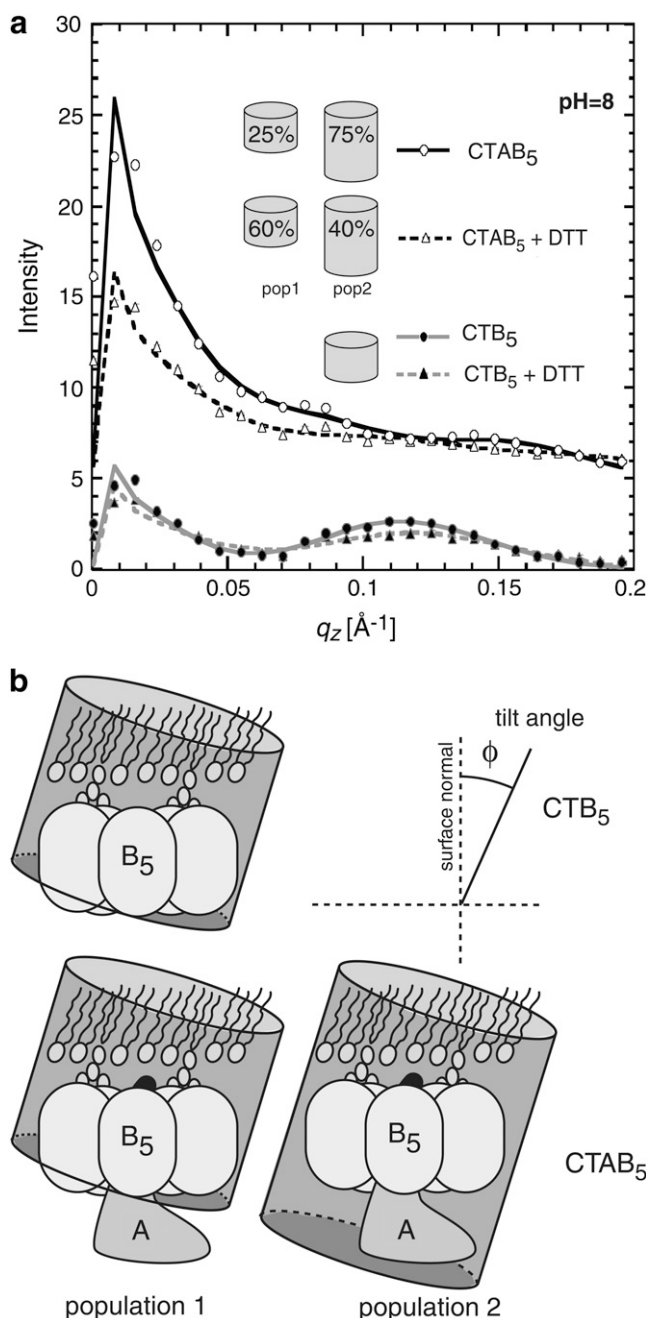 a
30
25
20
15
10
5
0
Intensity
0
0.05
0.1
0.15
0.2
q_z [Å⁻¹]
pH=8
25%
75%
CTAB₅
60%
40%
CTAB₅ + DTT
pop1
pop2
CTB₅
CTB₅ + DTT
b
tilt angle
surface normal
ϕ
CTB₅
B₅
B₅
A
B₅
A
CTAB₅
population 1
population 2